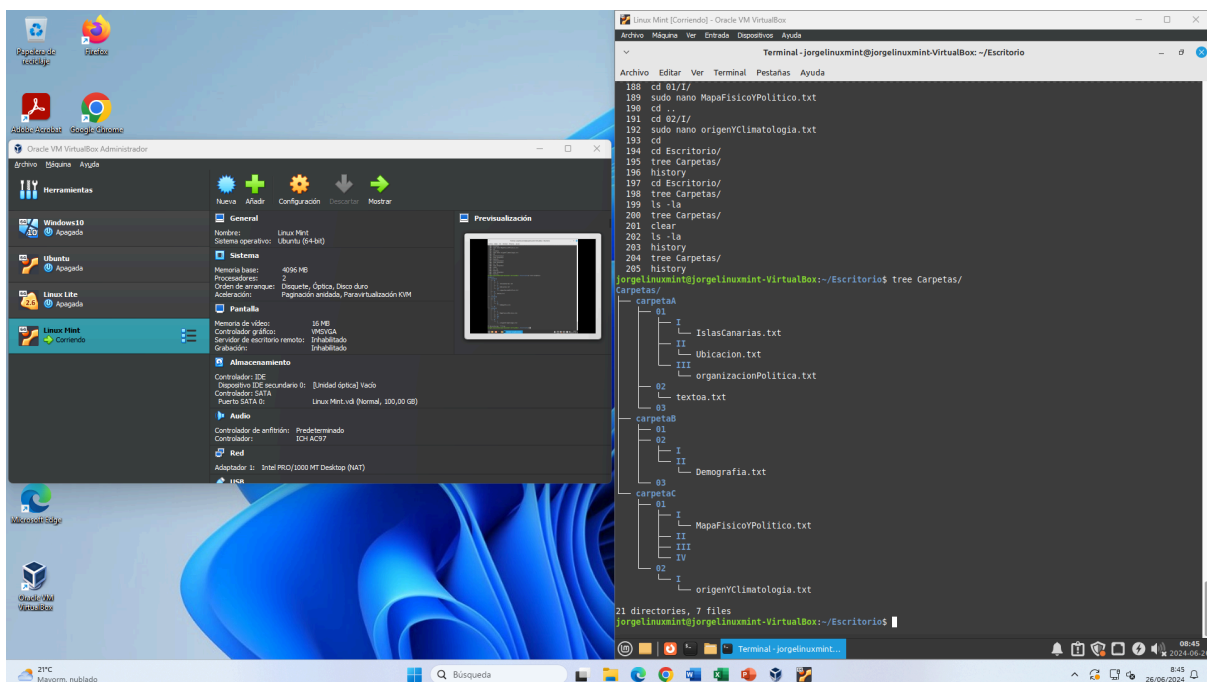 Papelera de
reciclaje
Firefox
Adobe Acrobat
Google Chrome
Microsoft Edge
Oracle VM
VirtualBox
Oracle VM VirtualBox Administrador
Archivo Máquina Ayuda
Herramientas
Nueva Añadir Configuración Descartar Mostrar
Windows10
Apagada
Ubuntu
Apagada
Linux Lite
Apagada
Linux Mint
Corriendo
General
Nombre: Linux Mint
Sistema operativo: Ubuntu (64-bit)
Sistema
Memoria base: 4096 MB
Procesadores: 2
Orden de arranque: Disquete, Óptica, Disco duro
Aceleración: Paginación anidada, Paravirtualización KVM
Pantalla
Memoria de vídeo: 16 MB
Controlador gráfico: VMSVGA
Servidor de escritorio remoto: Inhabilitado
Grabación: Inhabilitado
Almacenamiento
Controlador: IDE
Dispositivo IDE secundario 0: [Unidad óptica] Vacío
Controlador: SATA
Puerto SATA 0: Linux Mint.vdi (Normal, 100,00 GB)
Audio
Controlador de anfitrión: Predeterminado
Controlador: ICH AC97
Red
Adaptador 1: Intel PRO/1000 MT Desktop (NAT)
USB
Previsualización
Linux Mint [Corriendo] - Oracle VM VirtualBox
Archivo Máquina Ver Entrada Dispositivos Ayuda
Terminal - jorgelinuxmint@jorgelinuxmint-VirtualBox: ~/Escritorio
Archivo Editar Ver Terminal Pestañas Ayuda
188 cd 01/I/
189 sudo nano MapaFisicoYPolitico.txt
190 cd ..
191 cd 02/I/
192 sudo nano origenYClimatologia.txt
193 cd
194 cd Escritorio/
195 tree Carpetas/
196 history
197 cd Escritorio/
198 tree Carpetas/
199 ls -la
200 tree Carpetas/
201 clear
202 ls -la
203 history
204 tree Carpetas/
205 history
jorgelinuxmint@jorgelinuxmint-VirtualBox:~/Escritorio$ tree Carpetas/
Carpetas/
├── carpetaA
│   ├── 01
│   │   ├── I
│   │   │   └── IslasCanarias.txt
│   │   ├── II
│   │   │   └── Ubicacion.txt
│   │   └── III
│   │       └── organizacionPolitica.txt
│   ├── 02
│   │   └── textoa.txt
│   └── 03
├── carpetaB
│   ├── 01
│   ├── 02
│   │   ├── I
│   │   └── II
│   │       └── Demografia.txt
│   └── 03
└── carpetaC
    ├── 01
    │   ├── I
    │   │   └── MapaFisicoYPolitico.txt
    │   ├── II
    │   ├── III
    │   └── IV
    └── 02
        └── I
            └── origenYClimatologia.txt
21 directories, 7 files
jorgelinuxmint@jorgelinuxmint-VirtualBox:~/Escritorio$
Terminal - jorgelinuxmint...
08:45
2024-06-26
21°C
Mayorm. nublado
Búsqueda
8:45
26/06/2024